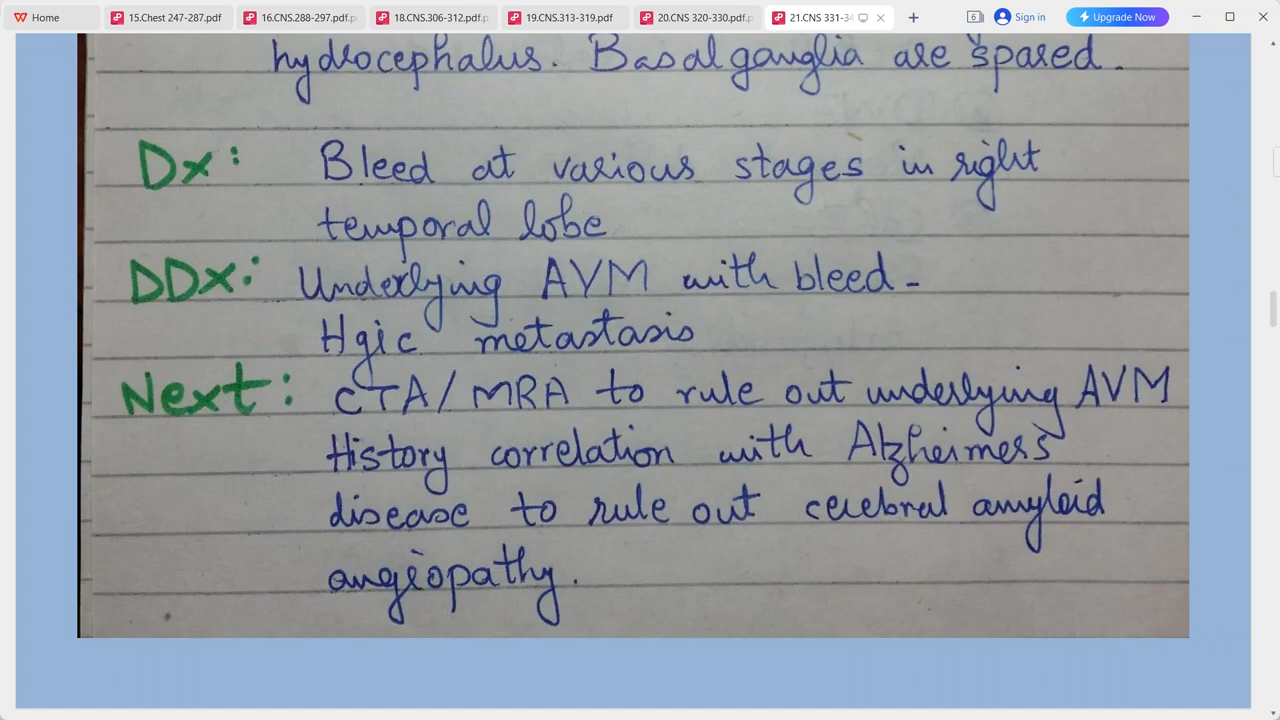 Home
15.Chest 247-287.pdf
16.CNS.288-297.pdf.p
18.CNS.306-312.pdf.p
19.CNS.313-319.pdf
20.CNS 320-330.pdf.p
21.CNS 331-3
6
Sign in
Upgrade Now
hydrocephalus. Basal ganglia are spared.
Dx: Bleed at various stages in right
temporal lobe
DDx: Underlying AVM with bleed -
Hgic metastasis
Next: CTA/MRA to rule out underlying AVM
History correlation with Alzheimers
disease to rule out cerebral amyloid
angiopathy.